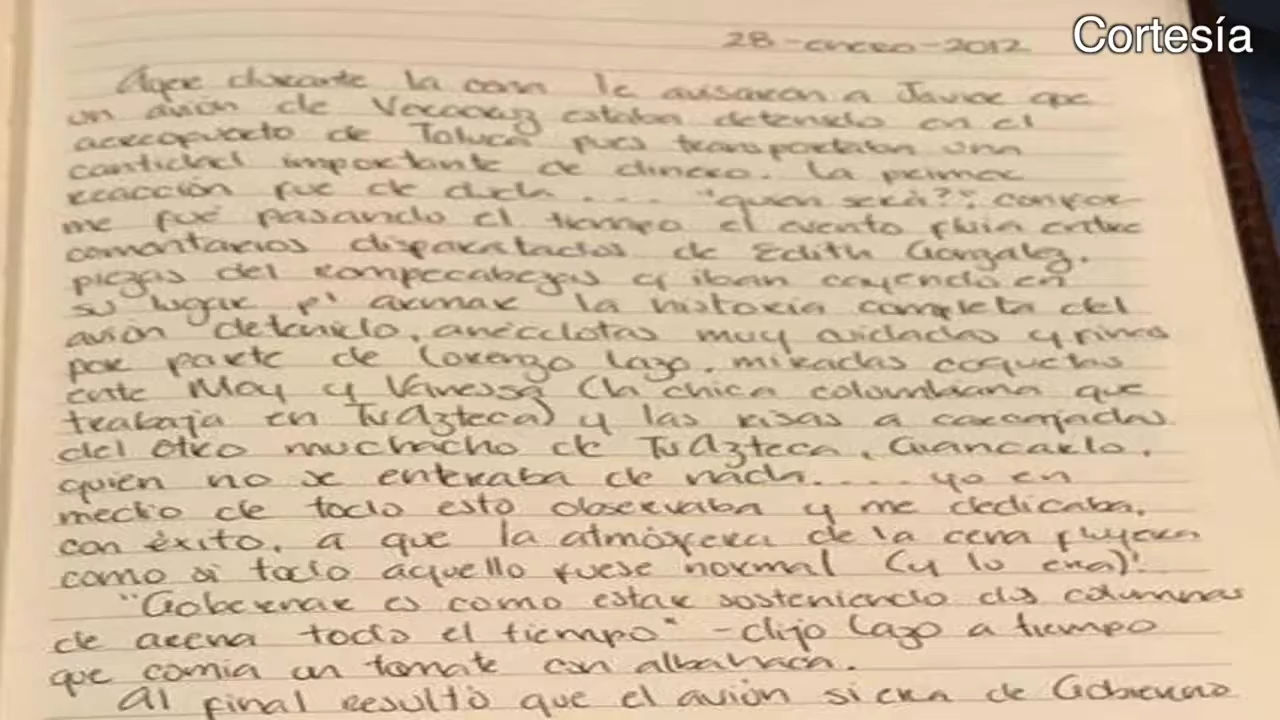 Cortesía
28-enero-2012
Ayer durante la cena le avisaron a Javier que
un avión de Veracruz estaba detenido en el
aereopuerto de Toluca pues transportaban una
cantidad importante de dinero. La primer
reacción fue de duda.... "quien será?"; confor-
me fué pasando el tiempo el evento fluía entre
comentarios disparatados de Edith González.
piezas del rompecabezas q' iban cayendo en
su lugar p' armar la historia completa del
avión detenido, anécdotas muy cuidadas y finas
por parte de Lorenzo Lazo, miradas coquetas
entre Moy y Vanessa (la chica columbiana que
trabaja en TvAzteca) y las risas a carcajadas
del otro muchacho de TvAzteca, Giancarlo,
quien no se enteraba de nada.... yo en
medio de todo esto observaba y me dedicaba,
con éxito, a que la atmósfera de la cena fluyera
como si todo aquello fuese normal (y lo era)!
"Gobernar es como estar sosteniendo dos columnas
de arena todo el tiempo" -dijo Lazo a tiempo
que comía un tomate con albahaca.
Al final resultó que el avión si era de Gobierno